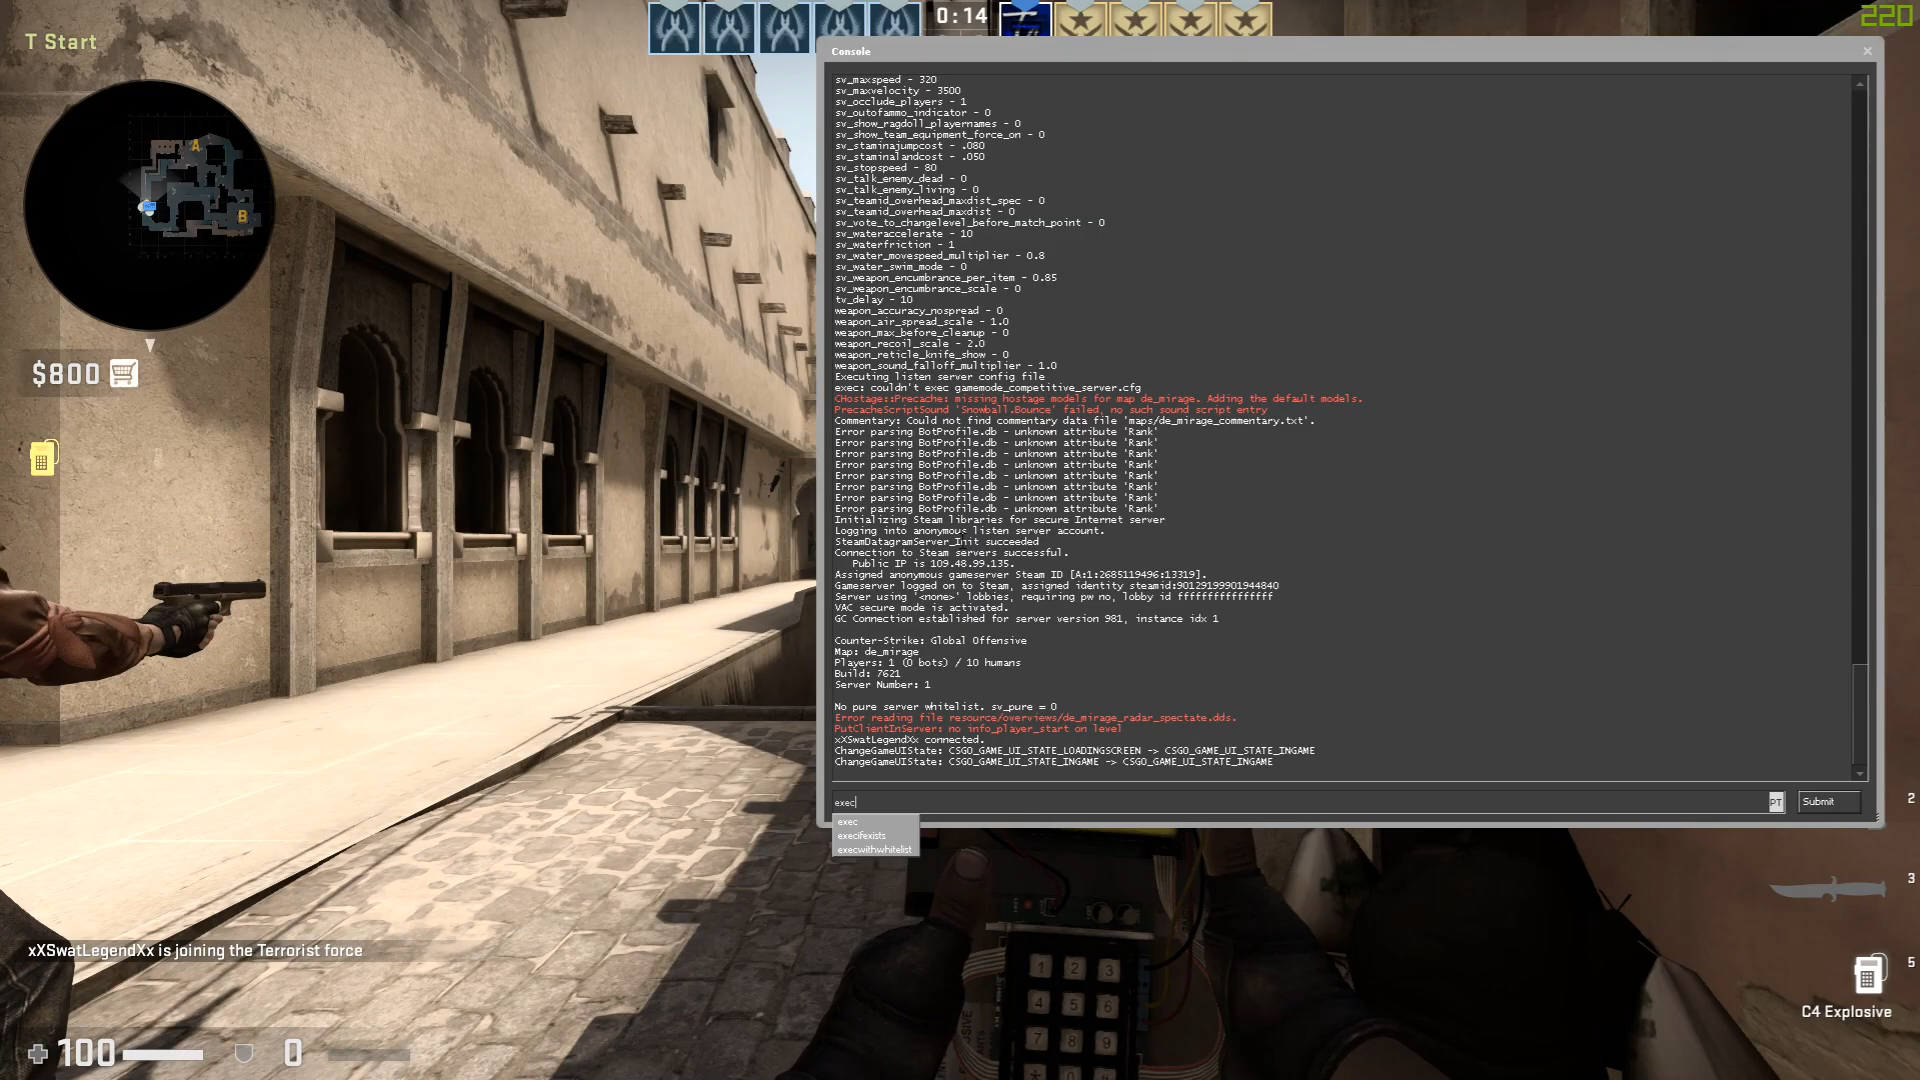 T Start
0:14
220
Console
sv_maxspeed - 320
sv_maxvelocity - 3500
sv_occlude_players - 1
sv_outofammo_indicator - 0
sv_show_ragdoll_playernames - 0
sv_show_team_equipment_force_on - 0
sv_staminajumpcost - .080
sv_staminalandcost - .050
sv_stopspeed - 80
sv_talk_enemy_dead - 0
sv_talk_enemy_living - 0
sv_teamid_overhead_maxdist_spec - 0
sv_teamid_overhead_maxdist - 0
sv_vote_to_changelevel_before_match_point - 0
sv_wateraccelerate - 10
sv_waterfriction - 1
sv_water_movespeed_multiplier - 0.8
sv_water_swim_mode - 0
sv_weapon_encumbrance_per_item - 0.85
sv_weapon_encumbrance_scale - 0
tv_delay - 10
weapon_accuracy_nospread - 0
weapon_air_spread_scale - 1.0
weapon_max_before_cleanup - 0
weapon_recoil_scale - 2.0
weapon_reticle_knife_show - 0
weapon_sound_falloff_multiplier - 1.0
Executing listen server config file
exec: couldn't exec gamemode_competitive_server.cfg
CHostage::Precache: missing hostage models for map de_mirage. Adding the default models.
PrecacheScriptSound 'Snowball.Bounce' failed, no such sound script entry
Commentary: Could not find commentary data file 'maps/de_mirage_commentary.txt'.
Error parsing BotProfile.db - unknown attribute 'Rank'
Error parsing BotProfile.db - unknown attribute 'Rank'
Error parsing BotProfile.db - unknown attribute 'Rank'
Error parsing BotProfile.db - unknown attribute 'Rank'
Error parsing BotProfile.db - unknown attribute 'Rank'
Error parsing BotProfile.db - unknown attribute 'Rank'
Error parsing BotProfile.db - unknown attribute 'Rank'
Error parsing BotProfile.db - unknown attribute 'Rank'
Initializing Steam libraries for secure Internet server
Logging into anonymous listen server account.
SteamDatagramServer_Init succeeded
Connection to Steam servers successful.
Public IP is 109.48.99.135.
Assigned anonymous gameserver Steam ID [A:1:2685119496:13319].
Gameserver logged on to Steam, assigned identity steamid:90129199901944840
Server using '<none>' lobbies, requiring pw no, lobby id ffffffffffffffff
VAC secure mode is activated.
GC Connection established for server version 981, instance idx 1
Counter-Strike: Global Offensive
Map: de_mirage
Players: 1 (0 bots) / 10 humans
Build: 7621
Server Number: 1
No pure server whitelist. sv_pure = 0
Error reading file resource/overviews/de_mirage_radar_spectate.dds.
PutClientInServer: no info_player_start on level
xXSwatLegendXx connected.
ChangeGameUIState: CSGO_GAME_UI_STATE_LOADINGSCREEN -> CSGO_GAME_UI_STATE_INGAME
ChangeGameUIState: CSGO_GAME_UI_STATE_INGAME -> CSGO_GAME_UI_STATE_INGAME
exec
PT
Submit
exec
execifexists
execwithwhitelist
A
B
$800
2
3
5
C4 Explosive
1 2 3
4 5 6
7 8 9
* 0
xXSwatLegendXx is joining the Terrorist force
100
0